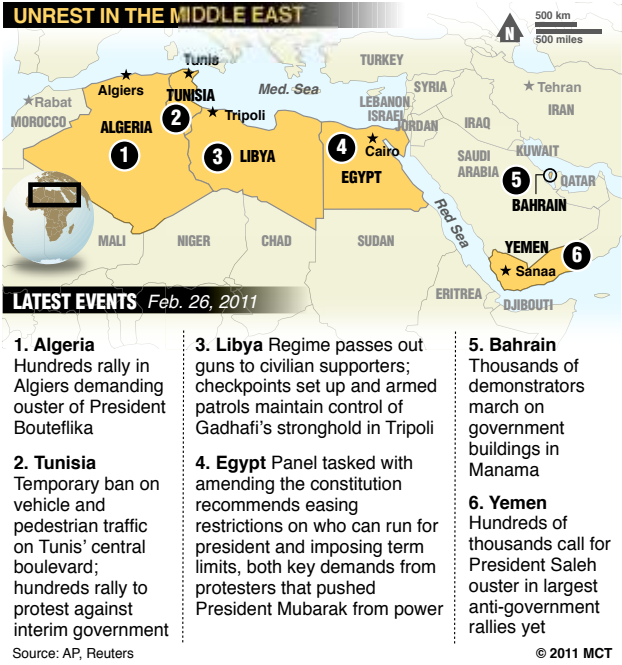 UNREST IN THE MIDDLE EAST
N
500 km
500 miles
Tunis
TURKEY
Algiers
Med. Sea
SYRIA
Tehran
Rabat
TUNISIA
LEBANON
IRAN
MOROCCO
2
Tripoli
ISRAEL
ALGERIA
JORDAN
IRAQ
1
3
LIBYA
4
Cairo
KUWAIT
EGYPT
SAUDI
ARABIA
5
QATAR
BAHRAIN
Red Sea
MALI
NIGER
CHAD
SUDAN
YEMEN
6
Sanaa
ERITREA
DJIBOUTI
LATEST EVENTS Feb. 26, 2011
1. Algeria
Hundreds rally in
Algiers demanding
ouster of President
Bouteflika
2. Tunisia
Temporary ban on
vehicle and
pedestrian traffic
on Tunis' central
boulevard;
hundreds rally to
protest against
interim government
3. Libya Regime passes out
guns to civilian supporters;
checkpoints set up and armed
patrols maintain control of
Gadhafi's stronghold in Tripoli
4. Egypt Panel tasked with
amending the constitution
recommends easing
restrictions on who can run for
president and imposing term
limits, both key demands from
protesters that pushed
President Mubarak from power
5. Bahrain
Thousands of
demonstrators
march on
government
buildings in
Manama
6. Yemen
Hundreds of
thousands call for
President Saleh
ouster in largest
anti-government
rallies yet
Source: AP, Reuters
© 2011 MCT